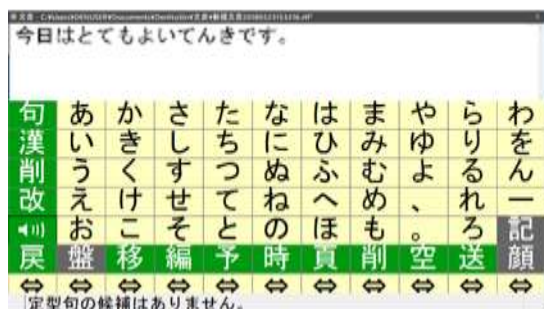 今日はとてもよいてんきです。
句 あ か さ た な は ま や ら わ
漢 い き し ち に ひ み ゆ り を
削 う く す つ ぬ ふ む よ る ん
改 え け せ て ね へ め 、 れ ー
お こ そ と の ほ も 。 ろ 記
戻 盤 移 編 予 時 頁 削 空 送 顔
⇔ ⇔ ⇔ ⇔ ⇔ ⇔ ⇔ ⇔ ⇔ ⇔ ⇔
定型句の候補はありません。